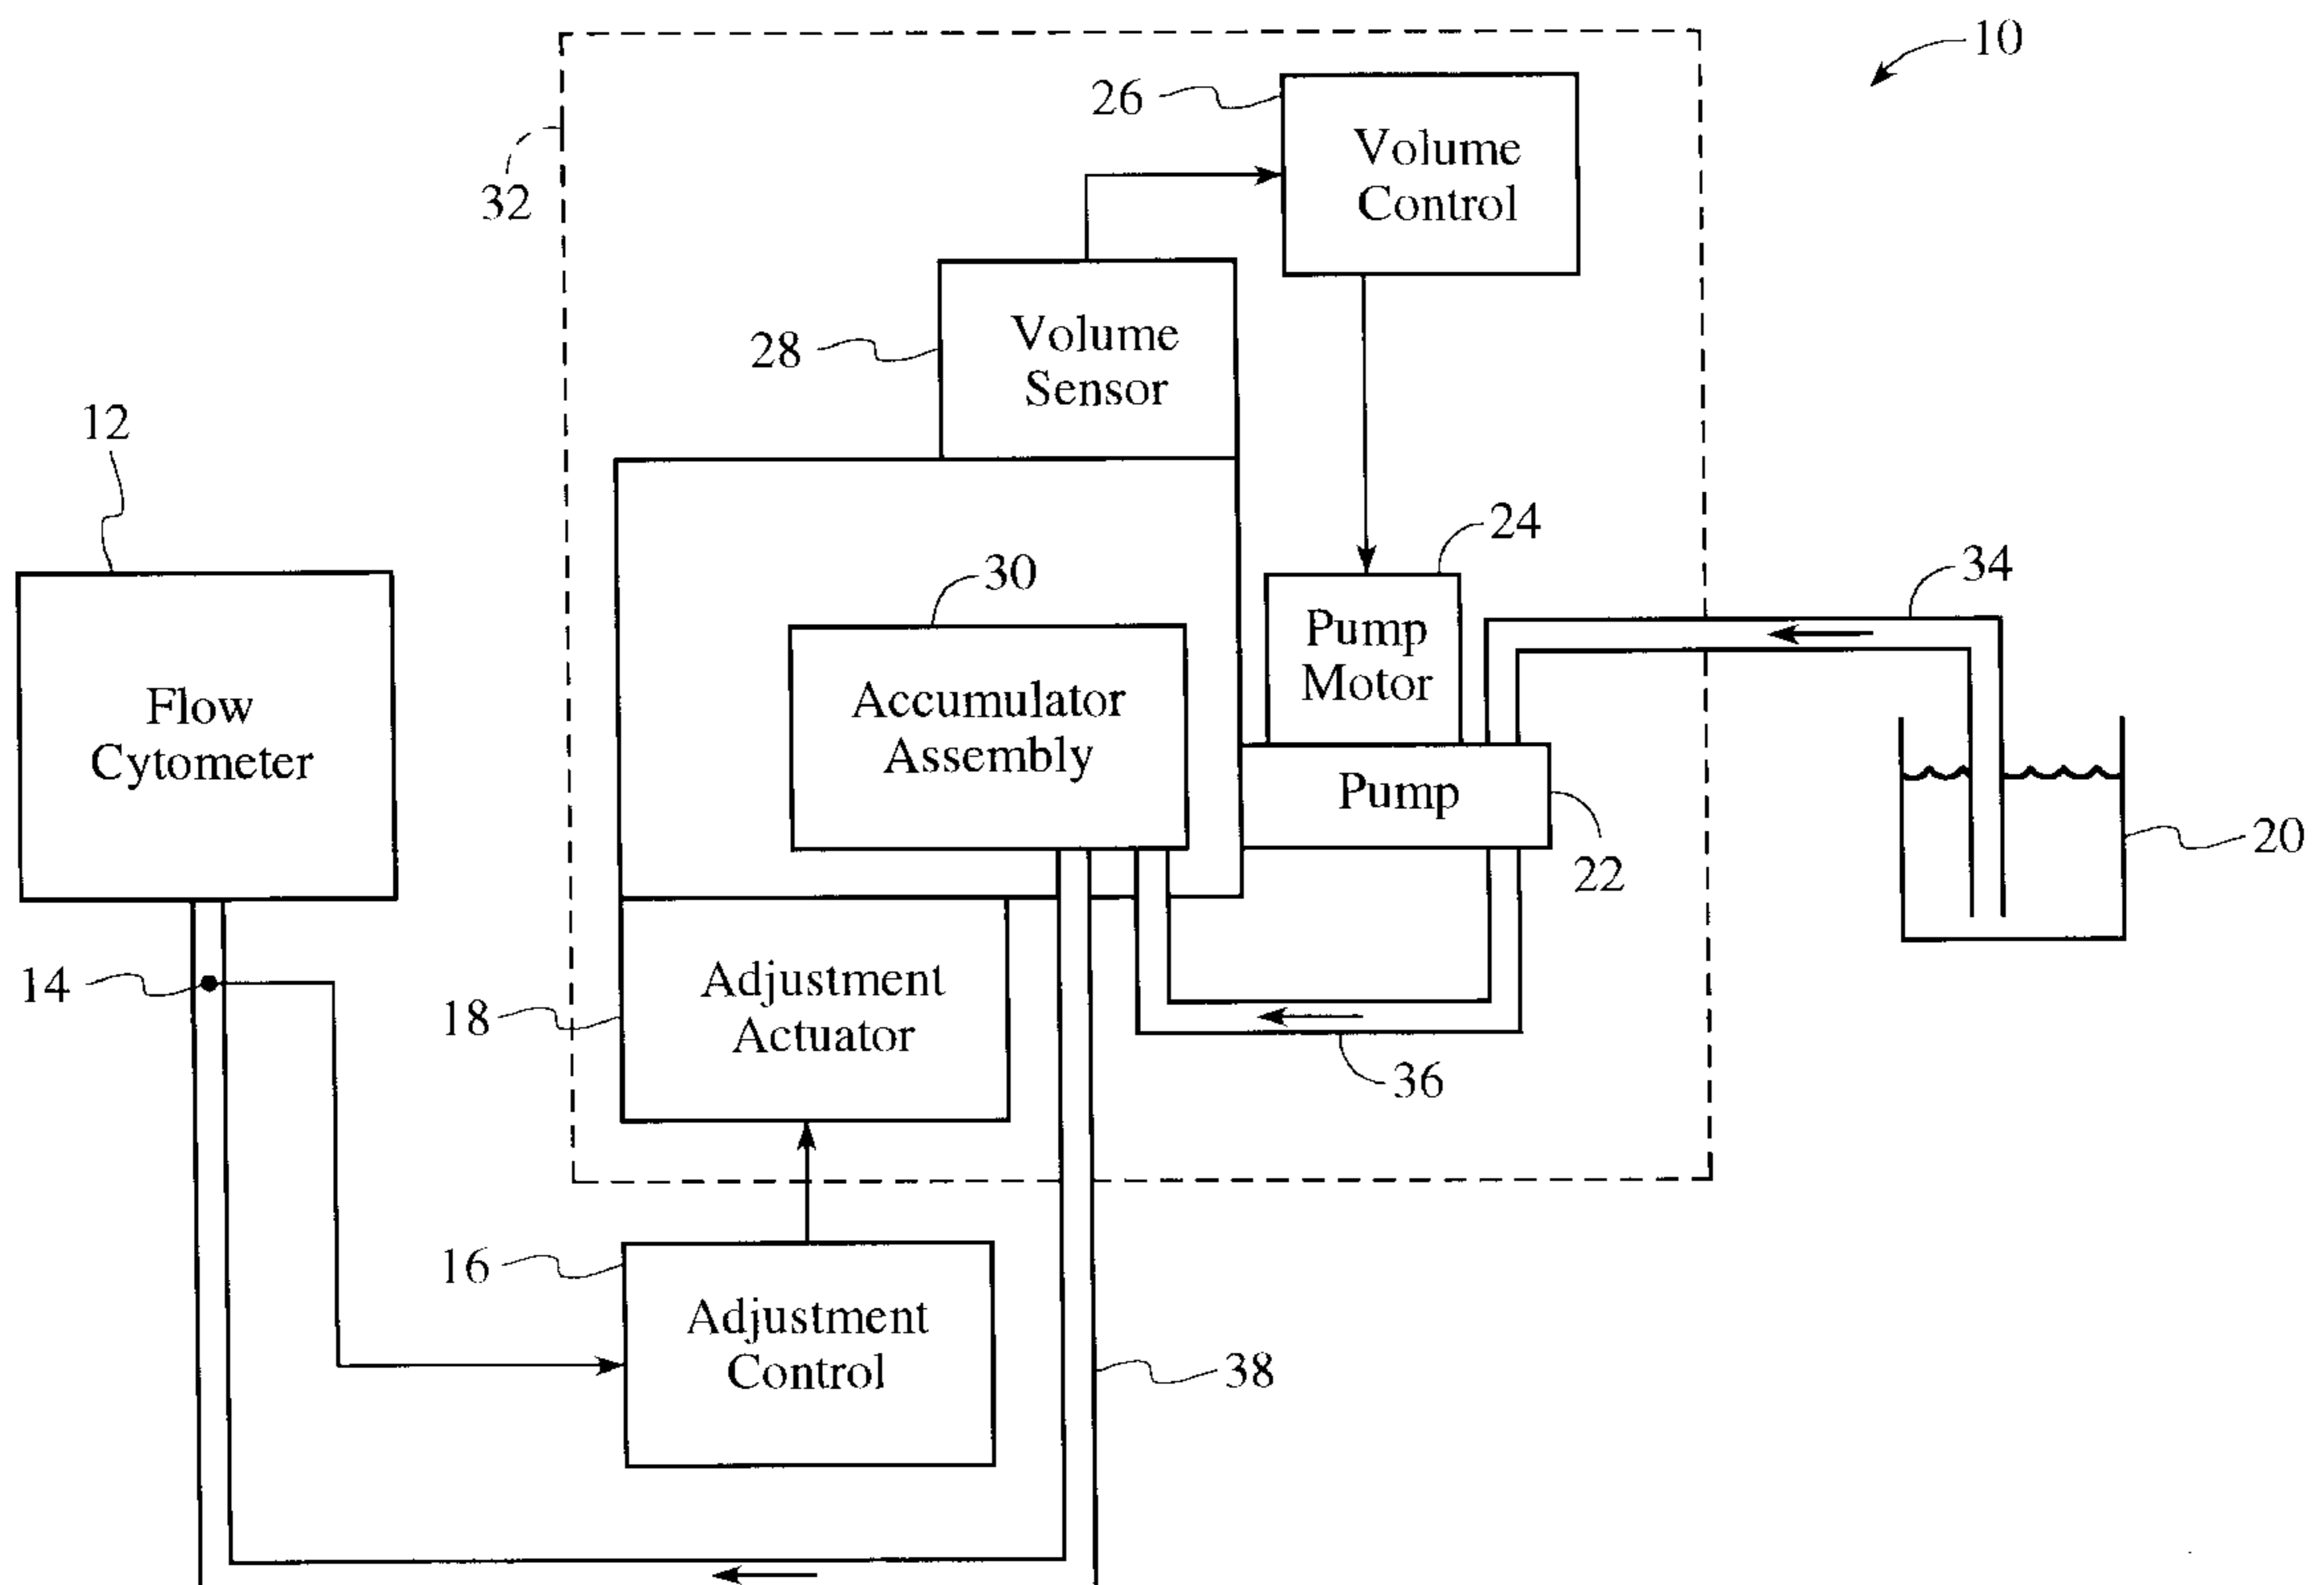 10
26
Volume
Control
32
28
Volume
Sensor
12
24
30
34
Pump
Motor
Flow
Cytometer
Accumulator
Assembly
Pump
20
22
14
18
Adjustment
Actuator
36
16
Adjustment
Control
38